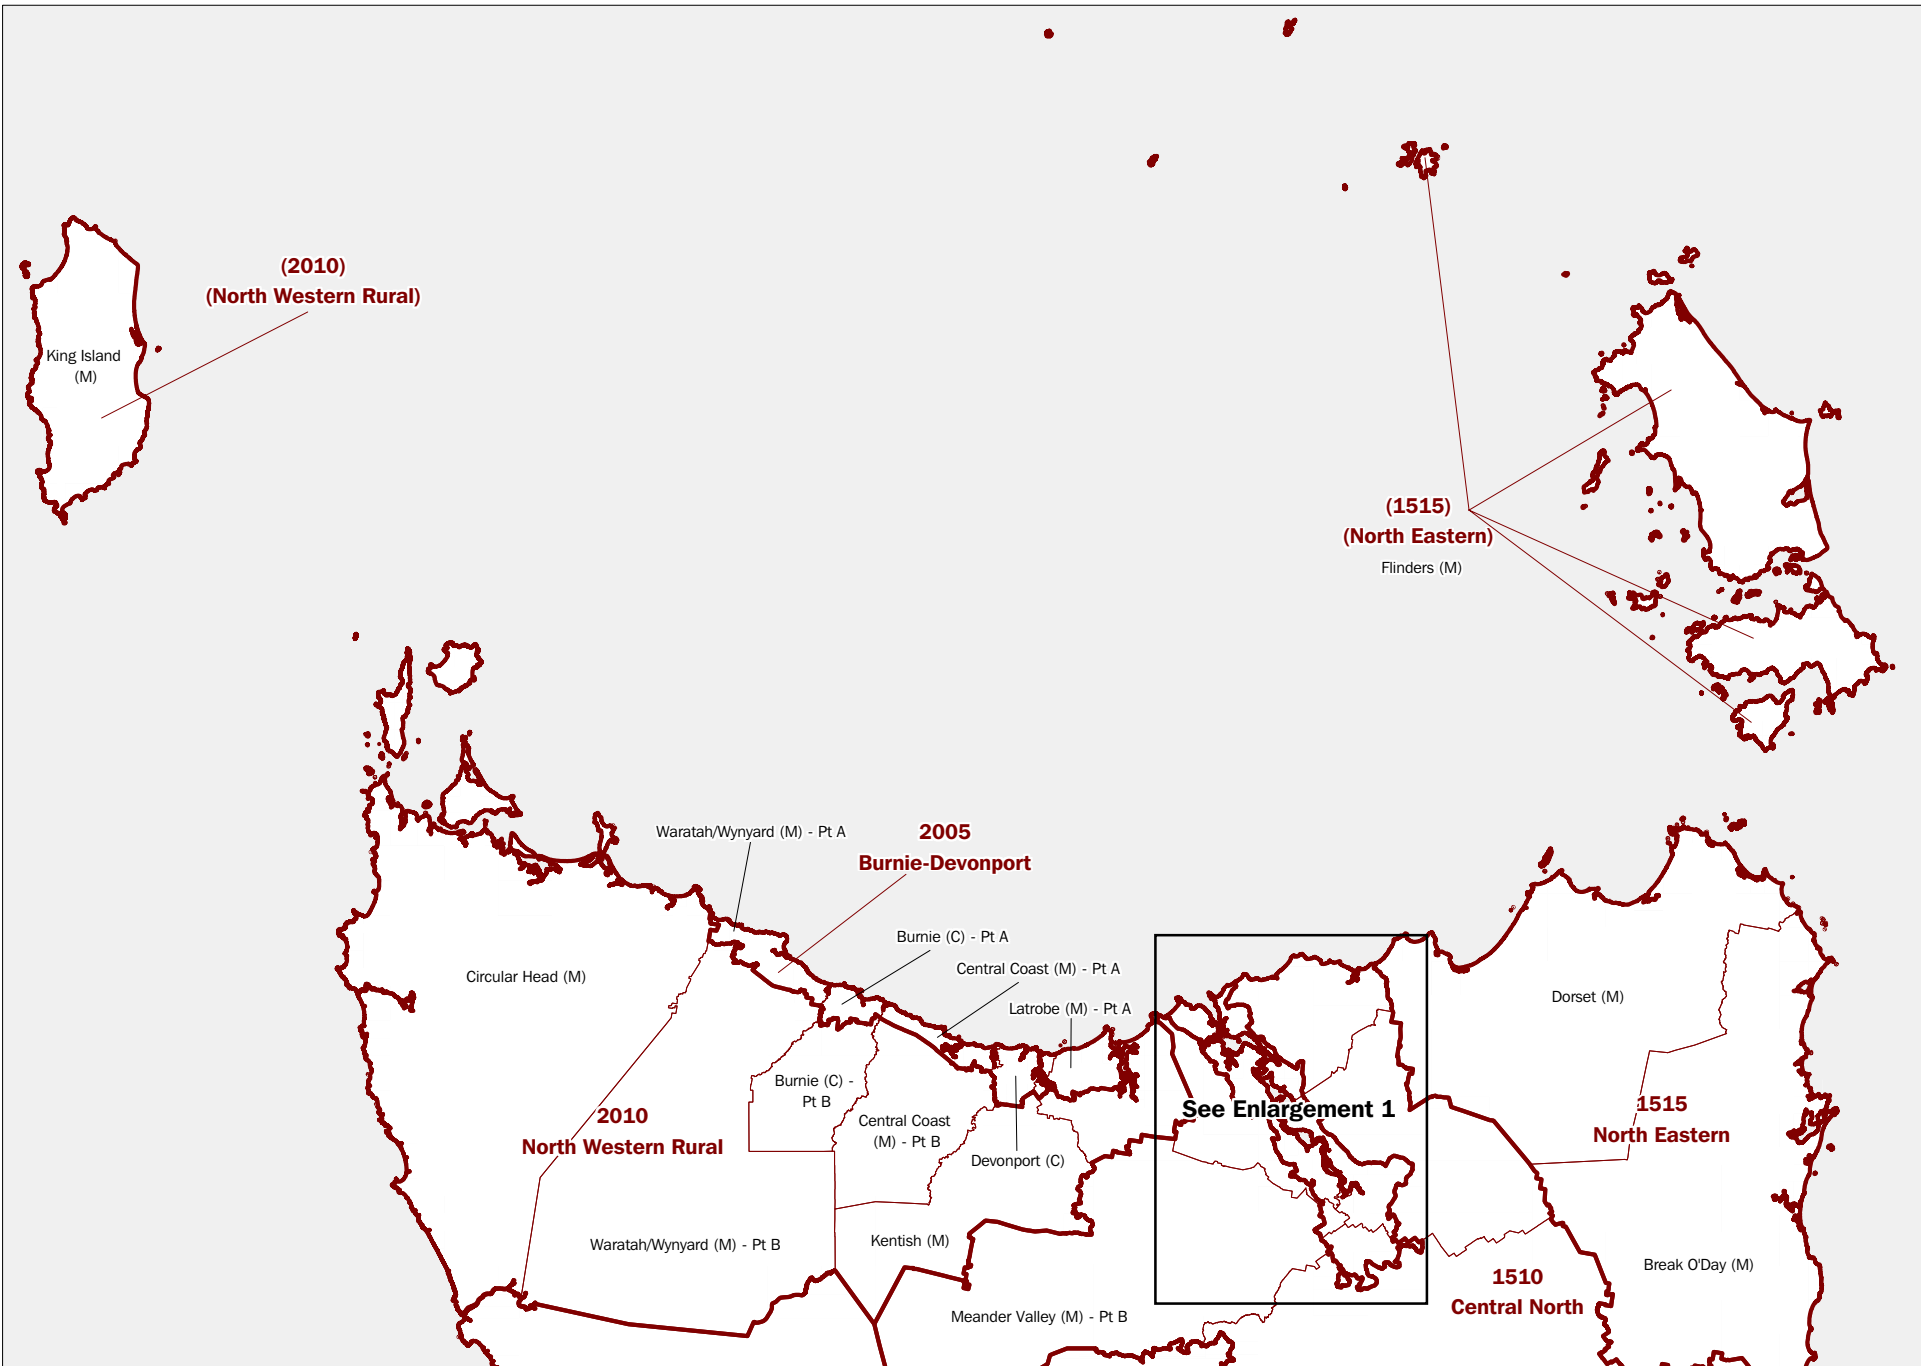 (2010)
(North Western Rural)
King Island
(M)
(1515)
(North Eastern)
Flinders (M)
Waratah/Wynyard (M) - Pt A
2005
Burnie-Devonport
Burnie (C) - Pt A
Central Coast (M) - Pt A
Latrobe (M) - Pt A
Circular Head (M)
Dorset (M)
Burnie (C) -
Pt B
See Enlargement 1
2010
North Western Rural
Central Coast
(M) - Pt B
1515
North Eastern
Devonport (C)
Waratah/Wynyard (M) - Pt B
Kentish (M)
Break O'Day (M)
1510
Central North
Meander Valley (M) - Pt B